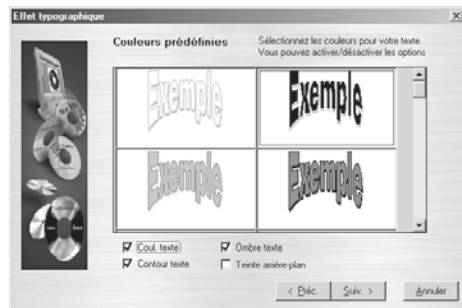 Effet typographique
Couleurs prédéfinies
Sélectionnez les couleurs pour votre texte
Vous pouvez activer/désactiver les options
Exemple
Exemple
Exemple
Exemple
Coul. texte
Ombre texte
Contour texte
Teinte arrière-plan
< Préc.
Suiv. >
Annuler